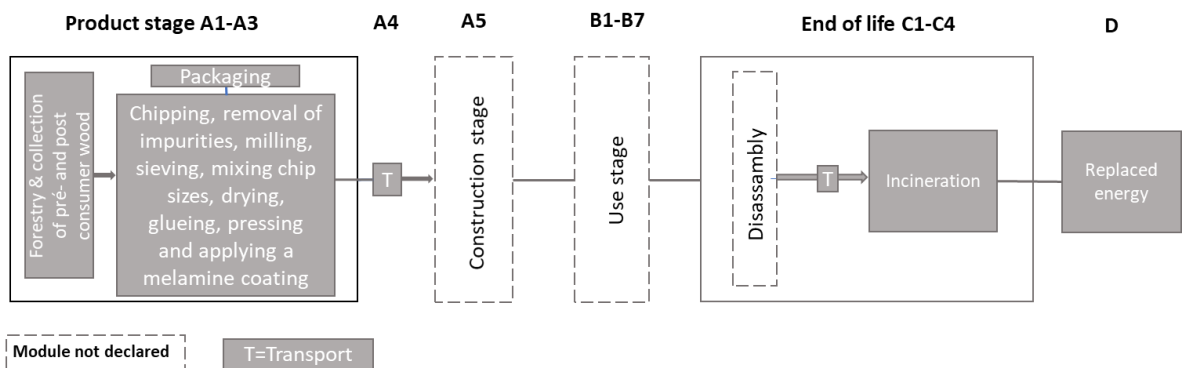 Product stage A1-A3
A4
A5
B1-B7
End of life C1-C4
D
Forestry & collection
of pré- and post
consumer wood
Packaging
Chipping, removal of
impurities, milling,
sieving, mixing chip
sizes, drying,
glueing, pressing
and applying a
melamine coating
T
Construction stage
Use stage
Disassambly
T
Incineration
Replaced
energy
Module not declared
T=Transport